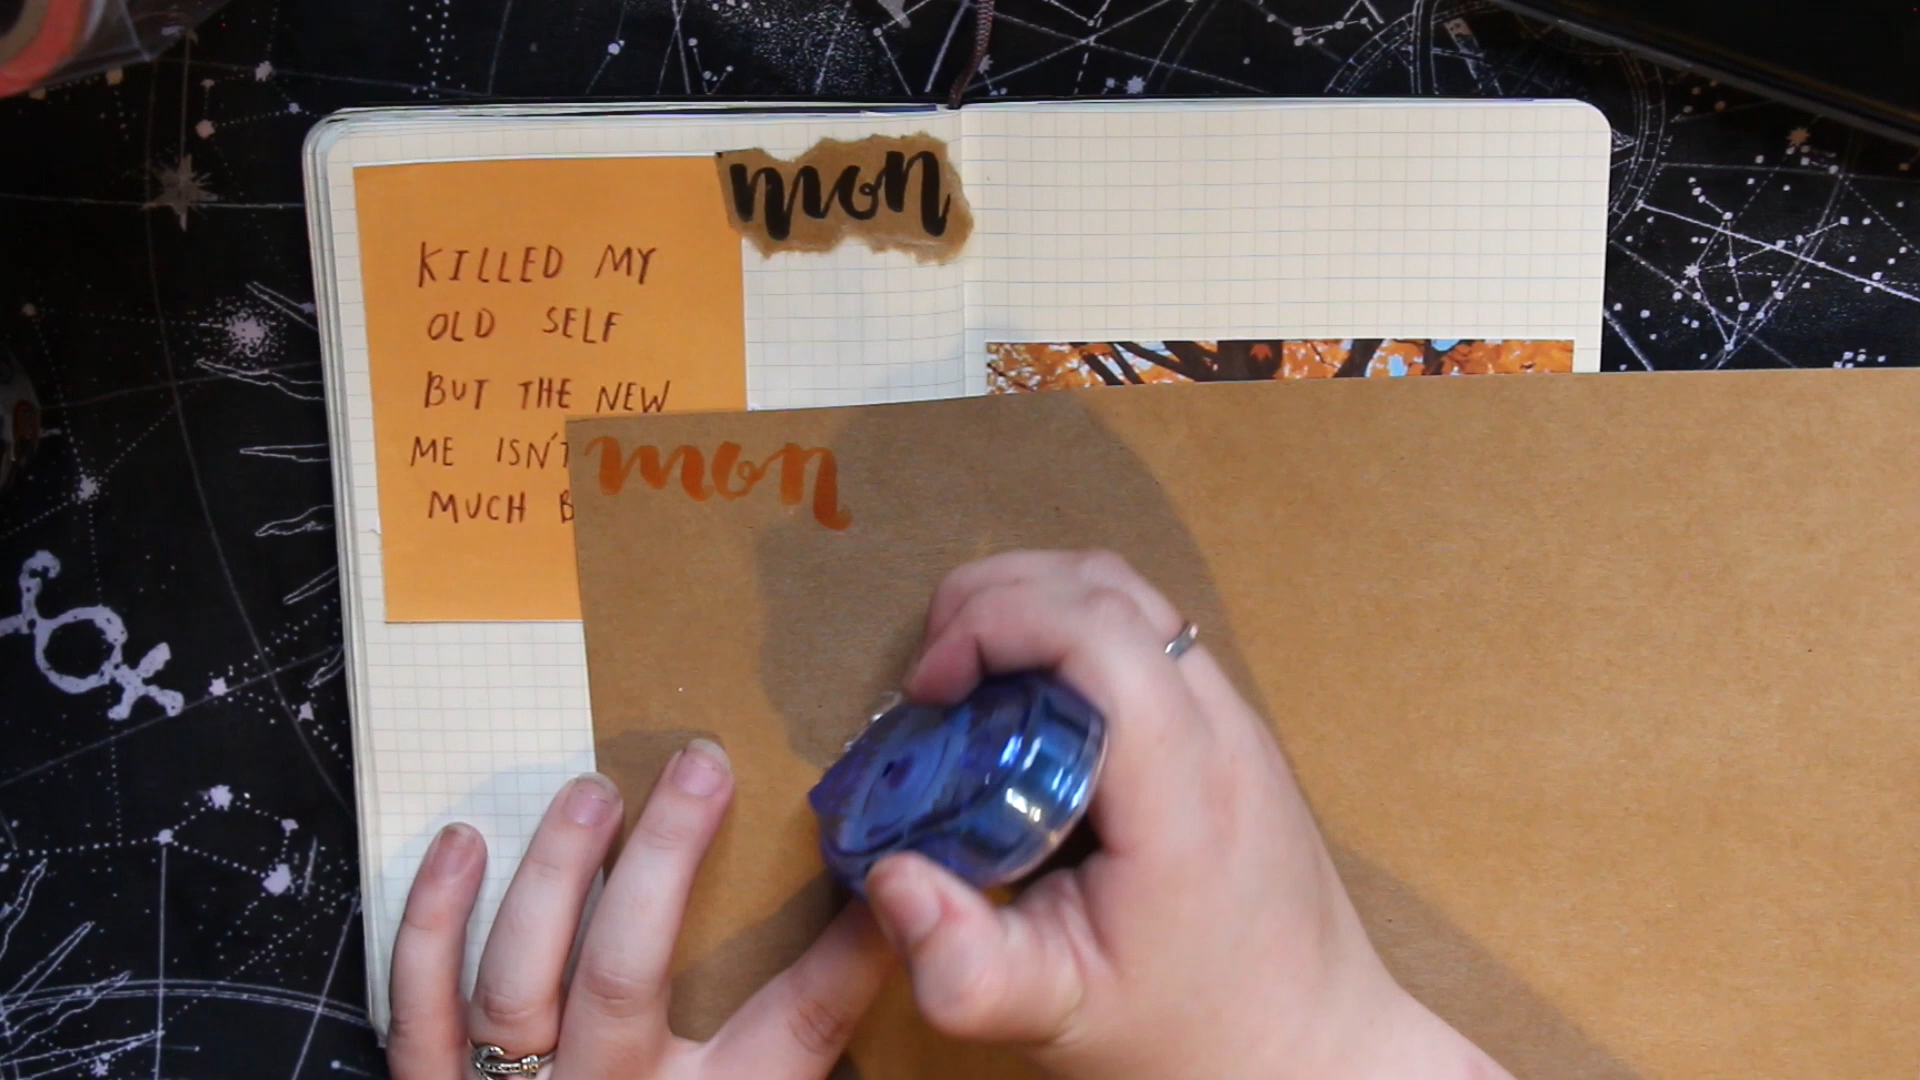 mon
KILLED MY
OLD SELF
BUT THE NEW
ME ISN'T
MUCH
mon